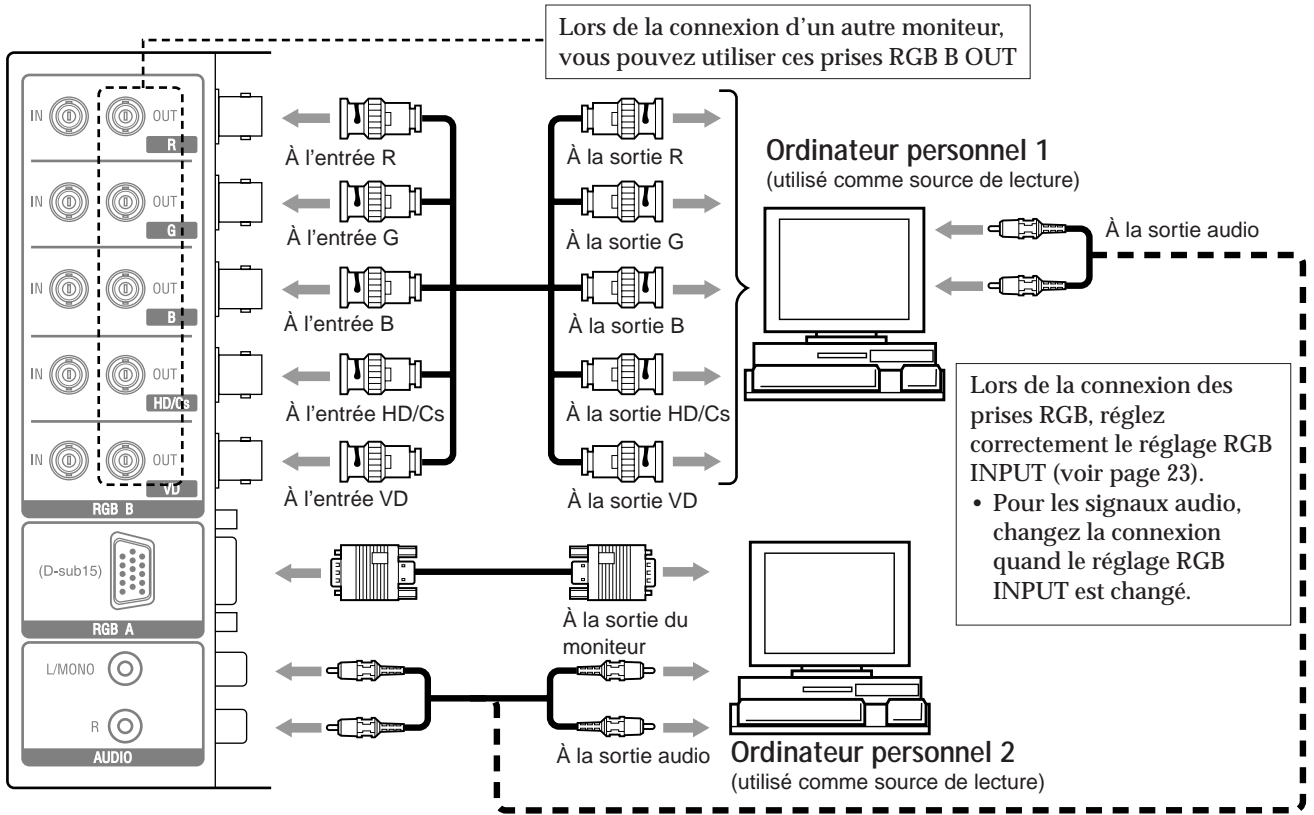 Lors de la connexion d'un autre moniteur,
vous pouvez utiliser ces prises RGB B OUT
IN OUT
R
IN OUT
G
IN OUT
B
IN OUT
HD/Cs
IN OUT
VD
RGB B
(D-sub15)
RGB A
L/MONO
R
AUDIO
À l'entrée R
À l'entrée G
À l'entrée B
À l'entrée HD/Cs
À l'entrée VD
À la sortie R
À la sortie G
À la sortie B
À la sortie HD/Cs
À la sortie VD
Ordinateur personnel 1
(utilisé comme source de lecture)
À la sortie audio
Lors de la connexion des
prises RGB, réglez
correctement le réglage RGB
INPUT (voir page 23).
• Pour les signaux audio,
changez la connexion
quand le réglage RGB
INPUT est changé.
À la sortie du
moniteur
À la sortie audio
Ordinateur personnel 2
(utilisé comme source de lecture)